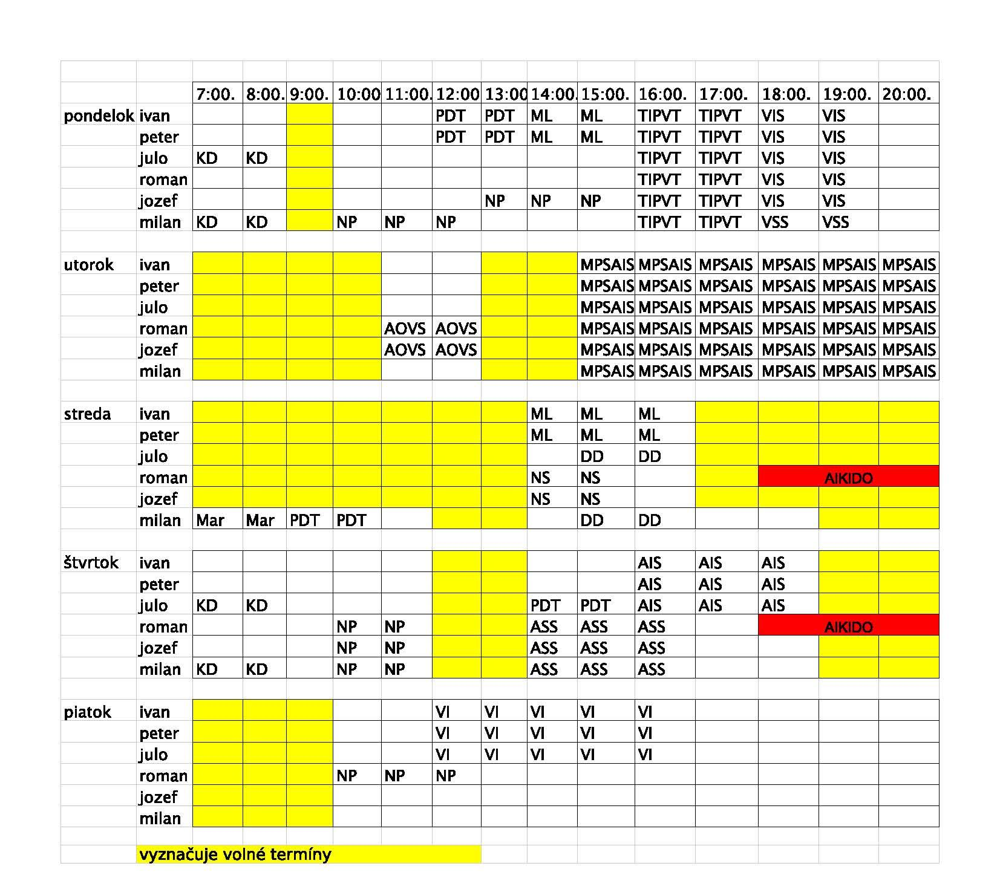 7:00. 8:00. 9:00. 10:00 11:00. 12:00 13:00 14:00. 15:00. 16:00. 17:00. 18:00. 19:00. 20:00.
pondelok ivan PDT PDT ML ML TIPVT TIPVT VIS VIS
peter PDT PDT ML ML TIPVT TIPVT VIS VIS
julo KD KD TIPVT TIPVT VIS VIS
roman TIPVT TIPVT VIS VIS
jozef NP NP NP TIPVT TIPVT VIS VIS
milan KD KD NP NP NP TIPVT TIPVT VSS VSS
utorok ivan MPSAIS MPSAIS MPSAIS MPSAIS MPSAIS MPSAIS
peter MPSAIS MPSAIS MPSAIS MPSAIS MPSAIS MPSAIS
julo MPSAIS MPSAIS MPSAIS MPSAIS MPSAIS MPSAIS
roman AOVS AOVS MPSAIS MPSAIS MPSAIS MPSAIS MPSAIS MPSAIS
jozef AOVS AOVS MPSAIS MPSAIS MPSAIS MPSAIS MPSAIS MPSAIS
milan MPSAIS MPSAIS MPSAIS MPSAIS MPSAIS MPSAIS
streda ivan ML ML ML
peter ML ML ML
julo DD DD
roman NS NS AIKIDO
jozef NS NS
milan Mar Mar PDT PDT DD DD
štvrtok ivan AIS AIS AIS
peter AIS AIS AIS
julo KD KD PDT PDT AIS AIS AIS
roman NP NP ASS ASS ASS AIKIDO
jozef NP NP ASS ASS ASS
milan KD KD NP NP ASS ASS ASS
piatok ivan VI VI VI VI VI
peter VI VI VI VI VI
julo VI VI VI VI VI
roman NP NP NP
jozef
milan
vyznačuje volné termíny